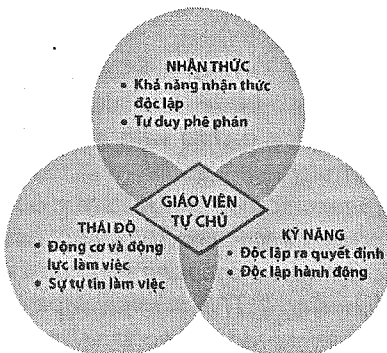 NHẬN THỨC
• Khả năng nhận thức
độc lập
• Tư duy phê phán
GIÁO VIÊN
TỰ CHỦ
THÁI ĐỘ
• Động cơ và động
lực làm việc
• Sự tự tin làm việc
KỸ NĂNG
• Độc lập ra quyết định
• Độc lập hành động